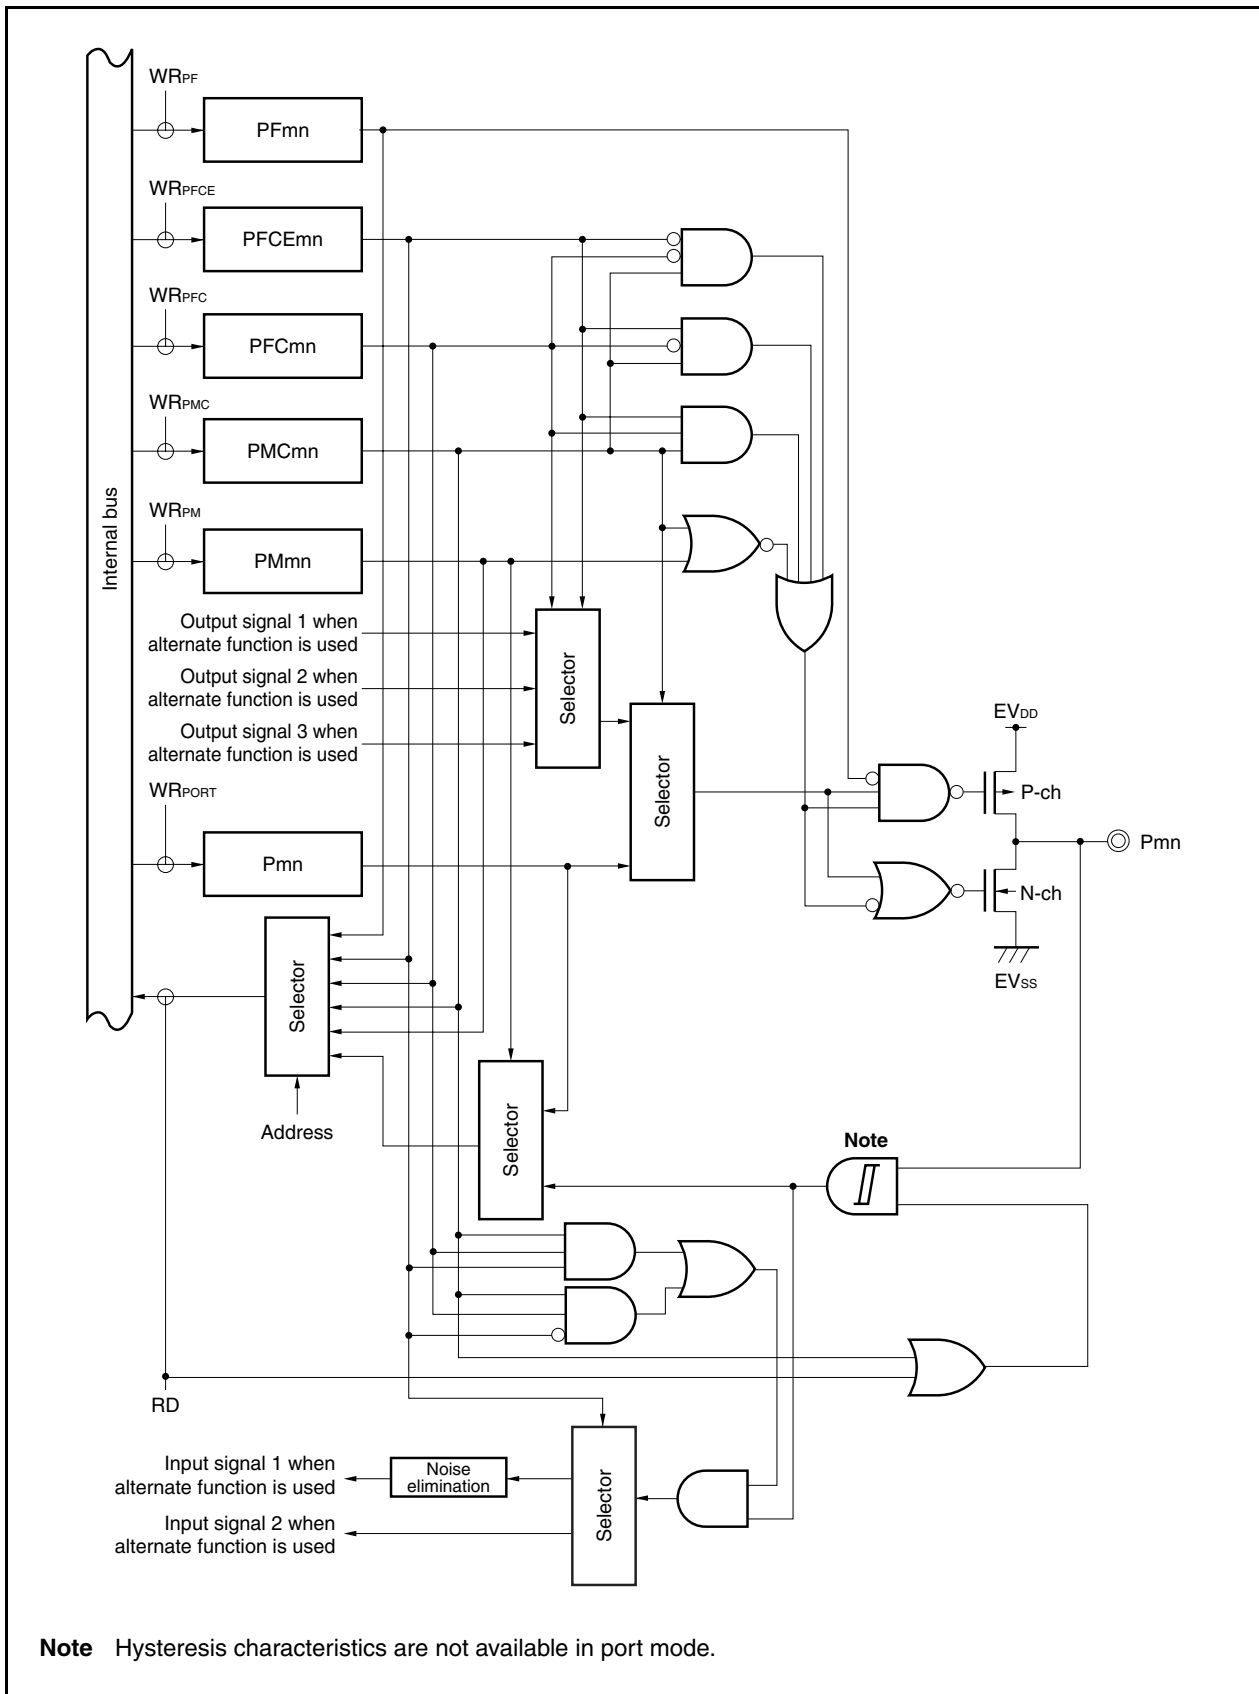 WRPF
PFmn
WRPFCE
PFCEmn
WRPFC
PFCmn
WRPMC
PMCmn
Internal bus
WRPM
PMmn
Output signal 1 when
alternate function is used
Output signal 2 when
alternate function is used
Output signal 3 when
alternate function is used
Selector
Selector
EVDD
P-ch
WRPORT
Pmn
Pmn
N-ch
EVSS
Selector
Address
Selector
Note
RD
Input signal 1 when
alternate function is used
Noise
elimination
Selector
Input signal 2 when
alternate function is used
Note Hysteresis characteristics are not available in port mode.